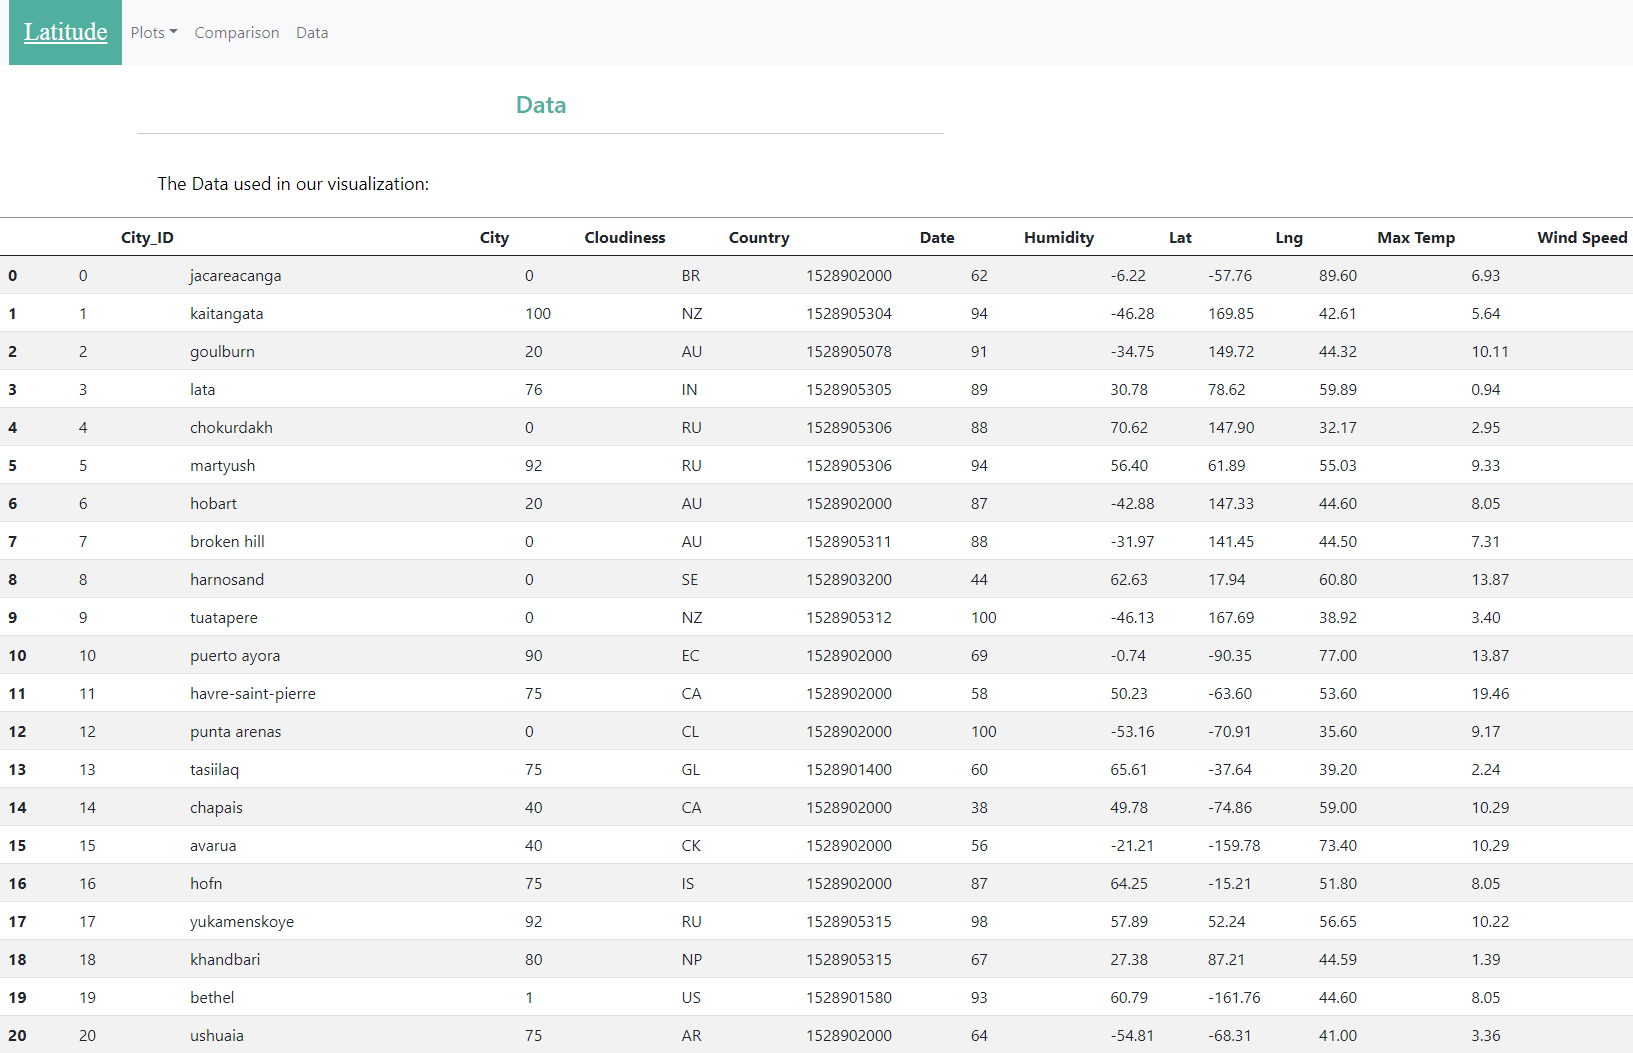 Latitude Plots Comparison Data
Data
The Data used in our visualization:
City_ID City Cloudiness Country Date Humidity Lat Lng Max Temp Wind Speed
0 0 jacareacanga 0 BR 1528902000 62 -6.22 -57.76 89.60 6.93
1 1 kaitangata 100 NZ 1528905304 94 -46.28 169.85 42.61 5.64
2 2 goulburn 20 AU 1528905078 91 -34.75 149.72 44.32 10.11
3 3 lata 76 IN 1528905305 89 30.78 78.62 59.89 0.94
4 4 chokurdakh 0 RU 1528905306 88 70.62 147.90 32.17 2.95
5 5 martyush 92 RU 1528905306 94 56.40 61.89 55.03 9.33
6 6 hobart 20 AU 1528902000 87 -42.88 147.33 44.60 8.05
7 7 broken hill 0 AU 1528905311 88 -31.97 141.45 44.50 7.31
8 8 harnosand 0 SE 1528903200 44 62.63 17.94 60.80 13.87
9 9 tuatapere 0 NZ 1528905312 100 -46.13 167.69 38.92 3.40
10 10 puerto ayora 90 EC 1528902000 69 -0.74 -90.35 77.00 13.87
11 11 havre-saint-pierre 75 CA 1528902000 58 50.23 -63.60 53.60 19.46
12 12 punta arenas 0 CL 1528902000 100 -53.16 -70.91 35.60 9.17
13 13 tasiilaq 75 GL 1528901400 60 65.61 -37.64 39.20 2.24
14 14 chapais 40 CA 1528902000 38 49.78 -74.86 59.00 10.29
15 15 avarua 40 CK 1528902000 56 -21.21 -159.78 73.40 10.29
16 16 hofn 75 IS 1528902000 87 64.25 -15.21 51.80 8.05
17 17 yukamenskoye 92 RU 1528905315 98 57.89 52.24 56.65 10.22
18 18 khandbari 80 NP 1528905315 67 27.38 87.21 44.59 1.39
19 19 bethel 1 US 1528901580 93 60.79 -161.76 44.60 8.05
20 20 ushuaia 75 AR 1528902000 64 -54.81 -68.31 41.00 3.36